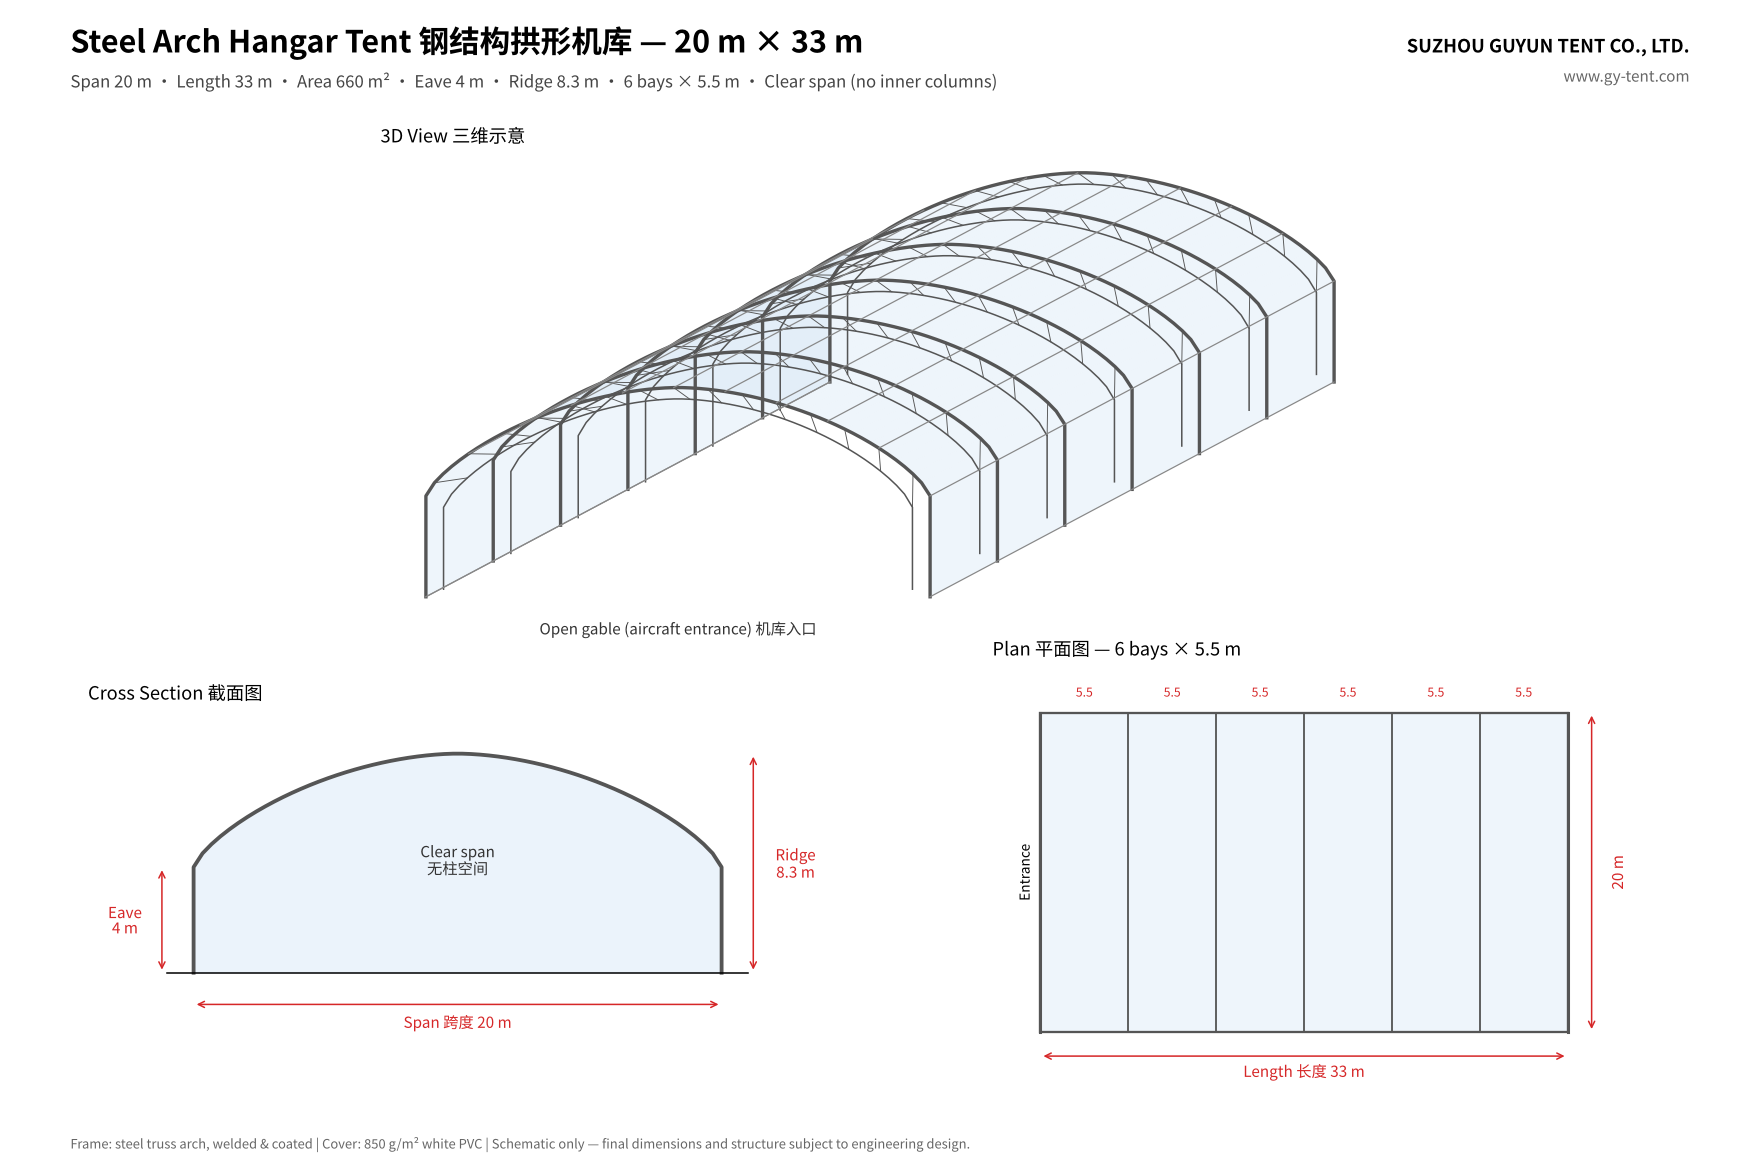 Steel Arch Hangar Tent 钢结构拱形机库 — 20 m × 33 m
SUZHOU GUYUN TENT CO., LTD.
Span 20 m • Length 33 m • Area 660 m² • Eave 4 m • Ridge 8.3 m • 6 bays × 5.5 m • Clear span (no inner columns)
www.gy-tent.com
3D View 三维示意
Open gable (aircraft entrance) 机库入口
Cross Section 截面图
Clear span
无柱空间
Eave
4 m
Ridge
8.3 m
Span 跨度 20 m
Plan 平面图 — 6 bays × 5.5 m
5.5 5.5 5.5 5.5 5.5 5.5
Entrance
20 m
Length 长度 33 m
Frame: steel truss arch, welded & coated | Cover: 850 g/m² white PVC | Schematic only — final dimensions and structure subject to engineering design.